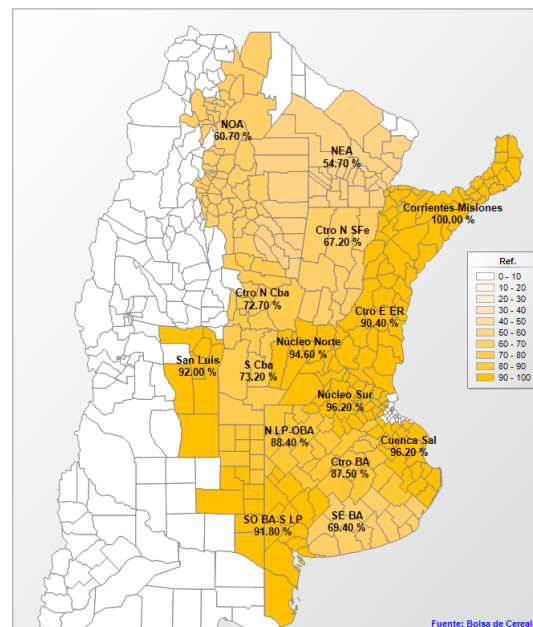 NOA
60.70 %
NEA
54.70 %
Corrientes-Misiones
100.00 %
Ctro N SFe
67.20 %
Ref.
0 - 10
10 - 20
20 - 30
30 - 40
40 - 50
50 - 60
60 - 70
70 - 80
80 - 90
90 - 100
Ctro N Cba
72.70 %
Ctro E ER
90.40 %
Núcleo Norte
94.60 %
San Luis
92.00 %
S Cba
73.20 %
Núcleo Sur
96.20 %
N LP-OBA
88.40 %
Cuenca Sal
96.20 %
Ctro BA
87.50 %
SO BA-S LP
91.80 %
SE BA
69.40 %
Fuente: Bolsa de Cereale